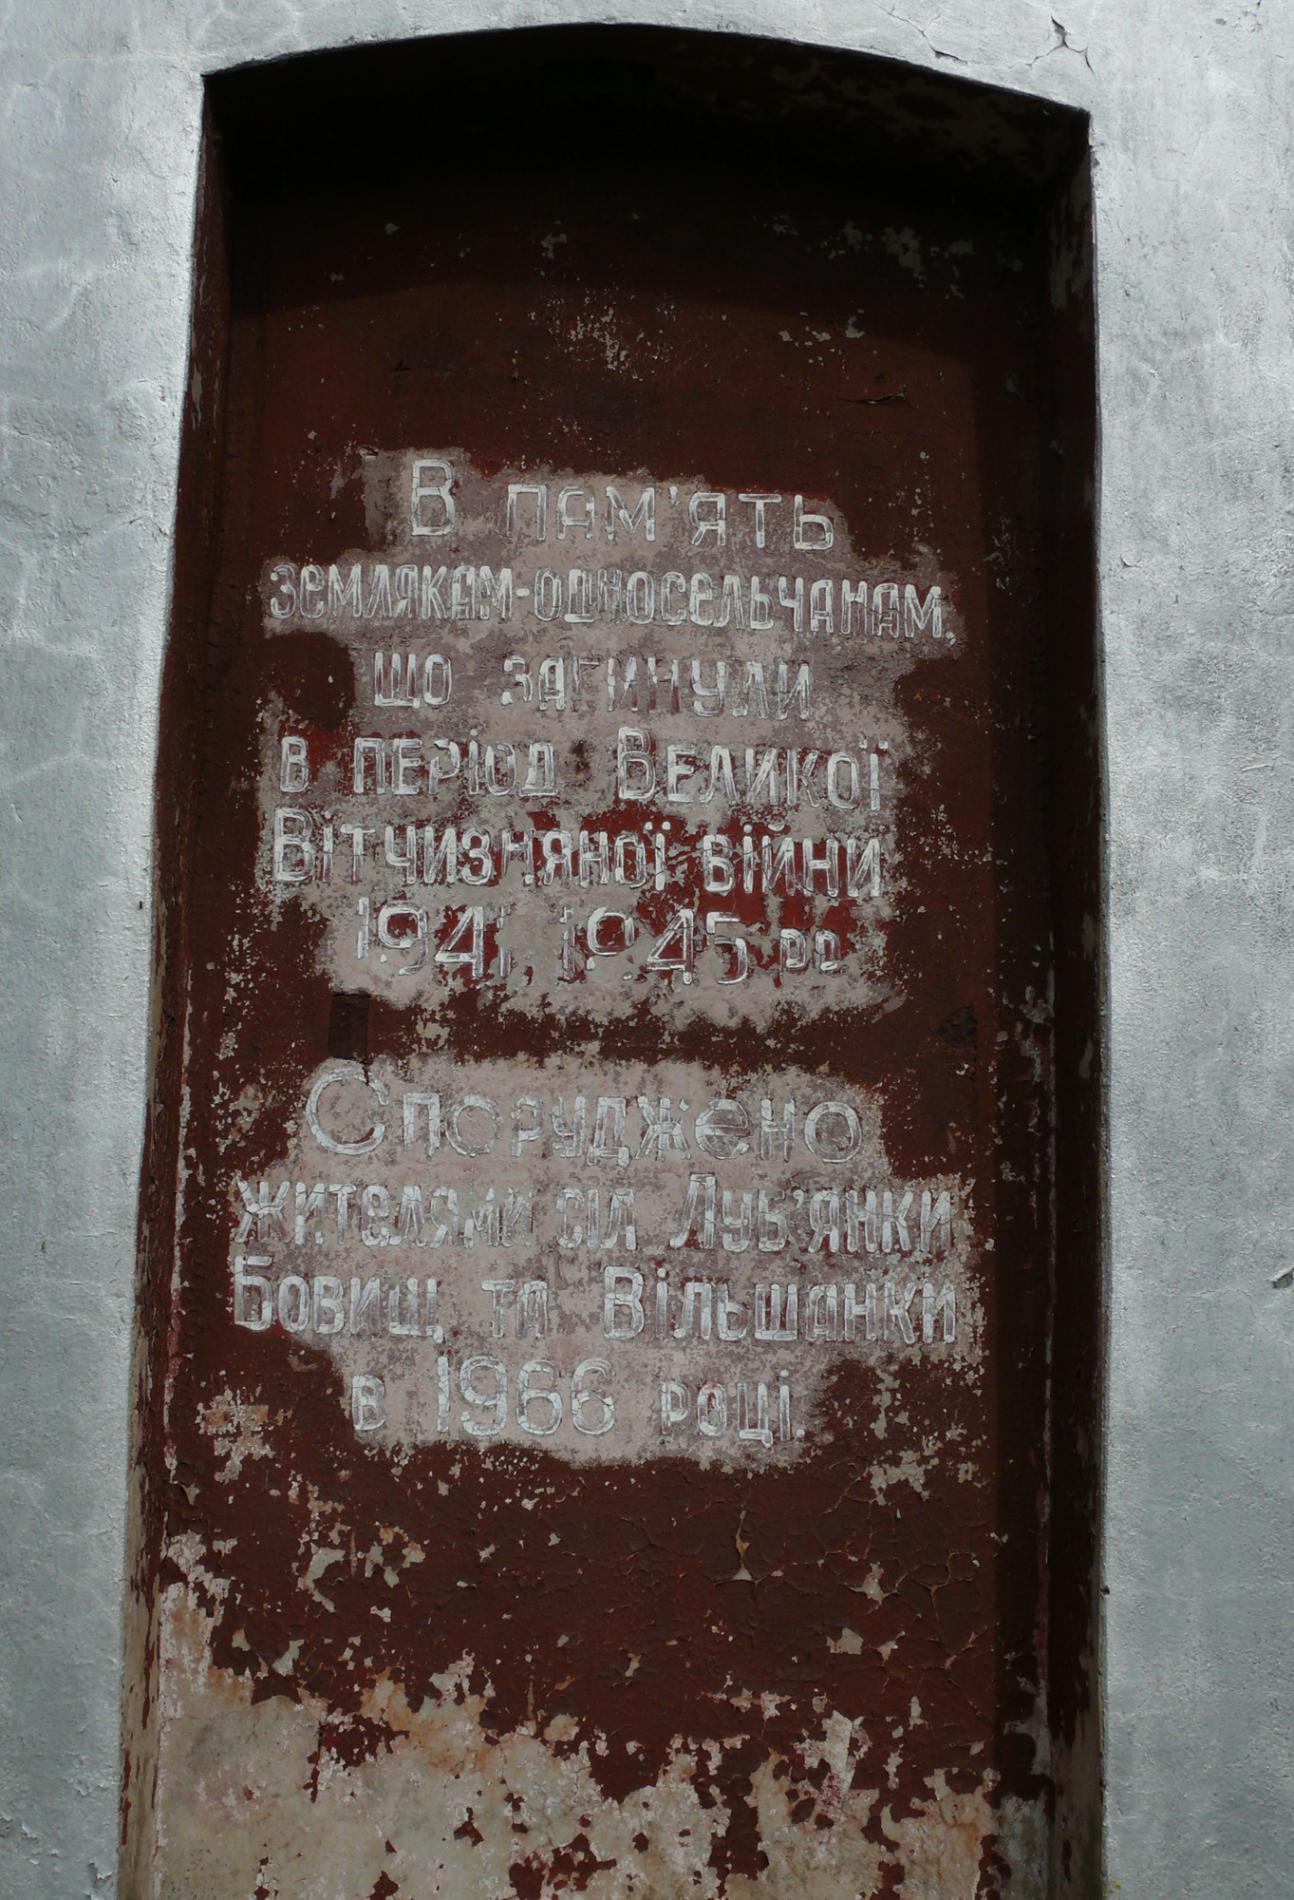 В пам'ять
землякам-односельчанам,
що загинули
в період Великої
Вітчизняної війни
1941, 1945 рр
Споруджено
жителями сіл Луб'янки
Бовищ та Вільшанки
в 1966 році.